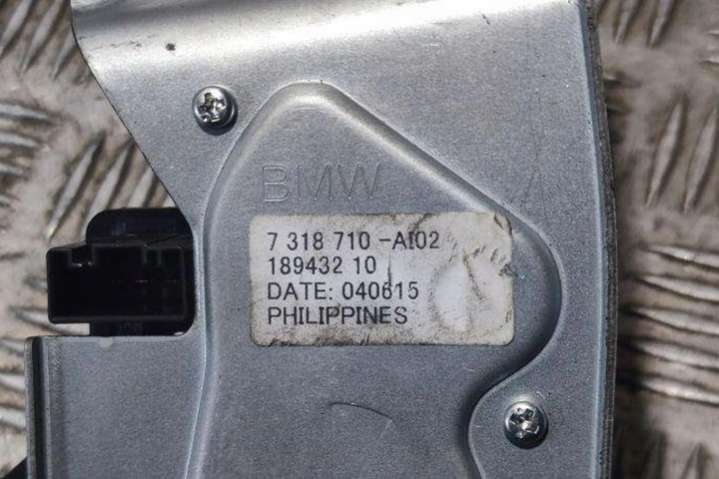 BMW
7 318 710 -AI02
189432 10
DATE: 040615
PHILIPPINES